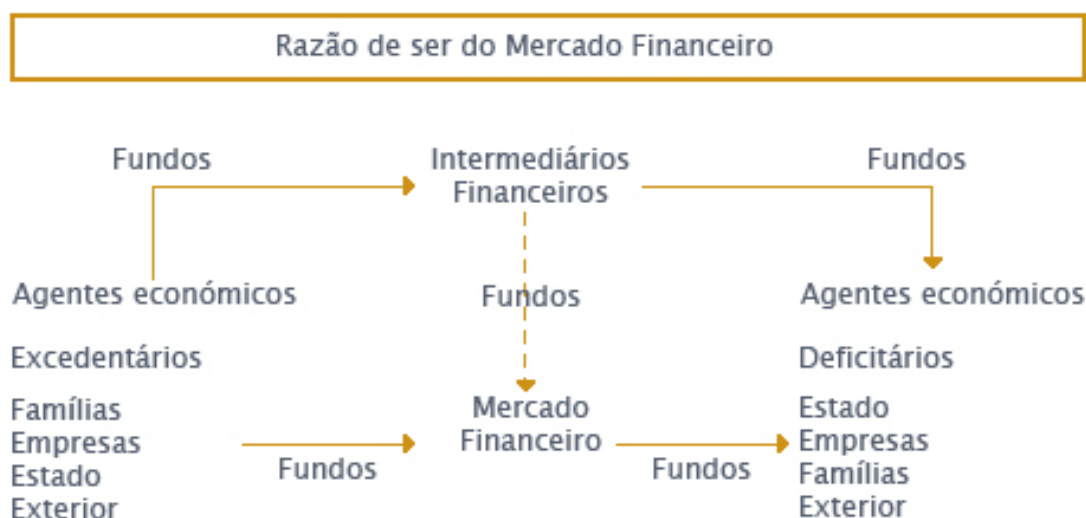 Razão de ser do Mercado Financeiro
Fundos
Intermediários
Financeiros
Fundos
Agentes económicos
Fundos
Agentes económicos
Excedentários
Deficitários
Famílias
Empresas
Estado
Exterior
Fundos
Mercado
Financeiro
Fundos
Estado
Empresas
Famílias
Exterior